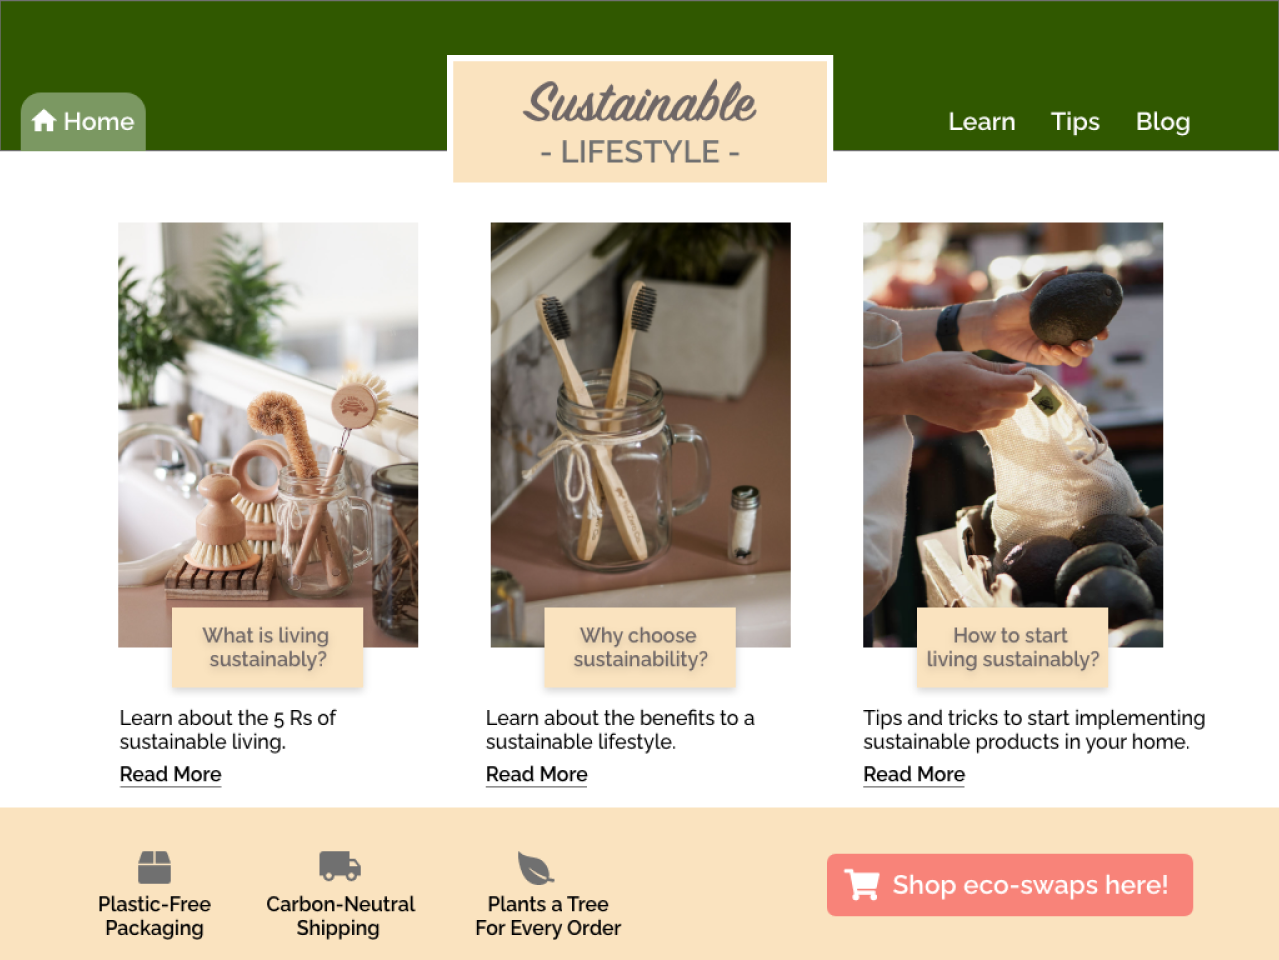 Home
Sustainable
- LIFESTYLE -
Learn
Tips
Blog
What is living
sustainably?
Why choose
sustainability?
How to start
living sustainably?
Learn about the 5 Rs of
sustainable living.
Read More
Learn about the benefits to a
sustainable lifestyle.
Read More
Tips and tricks to start implementing
sustainable products in your home.
Read More
Plastic-Free
Packaging
Carbon-Neutral
Shipping
Plants a Tree
For Every Order
Shop eco-swaps here!